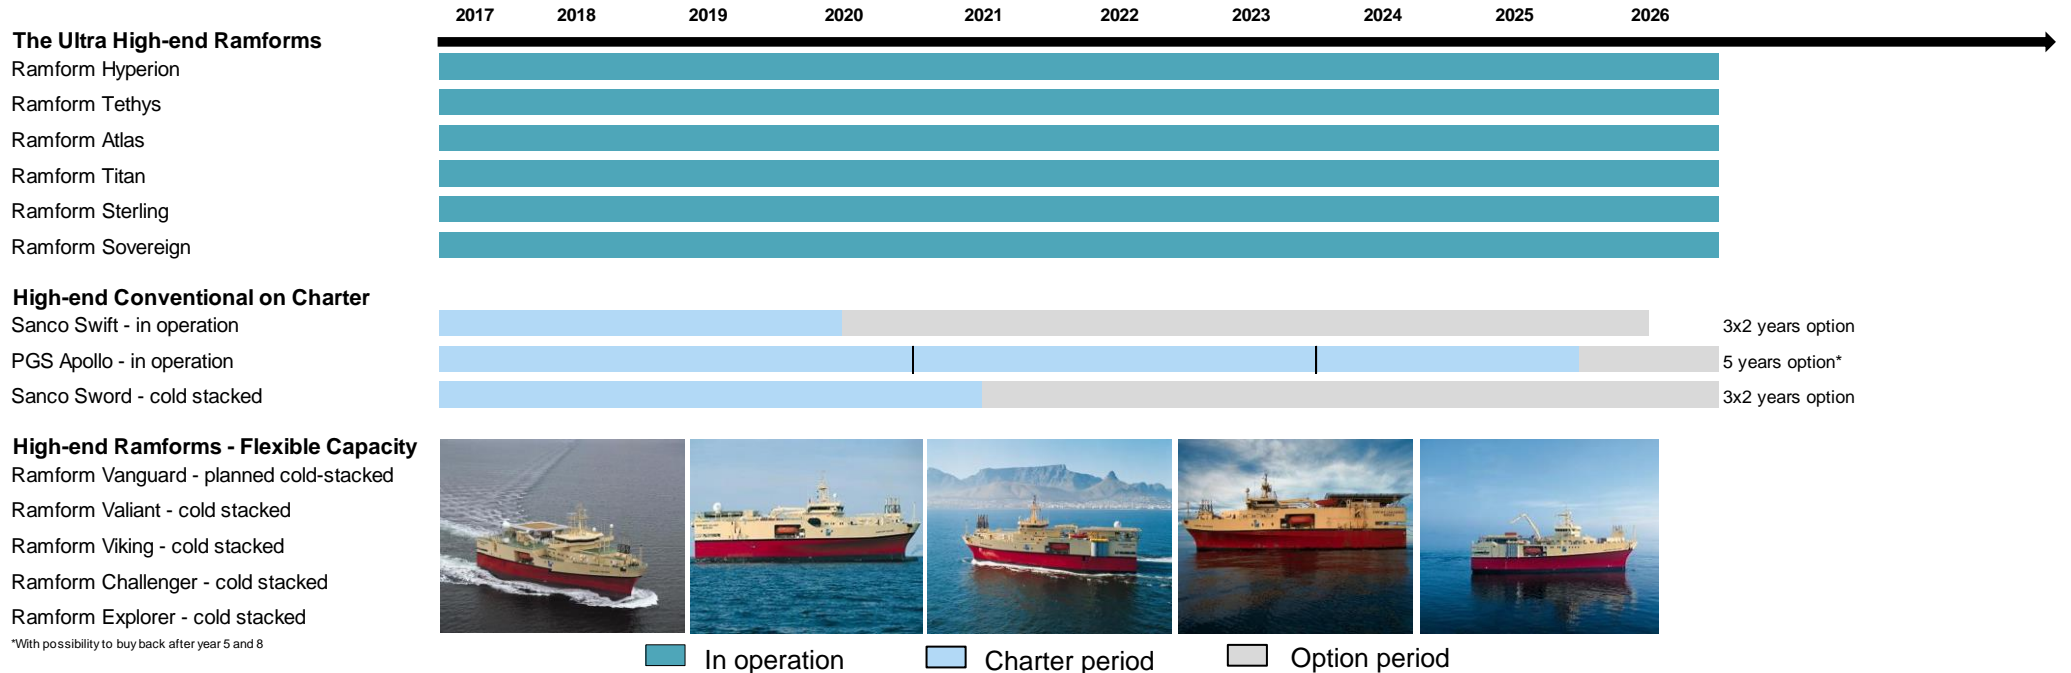 2017 2018 2019 2020 2021 2022 2023 2024 2025 2026
The Ultra High-end Ramforms
Ramform Hyperion
Ramform Tethys
Ramform Atlas
Ramform Titan
Ramform Sterling
Ramform Sovereign
High-end Conventional on Charter
Sanco Swift - in operation
3x2 years option
PGS Apollo - in operation
5 years option*
Sanco Sword - cold stacked
3x2 years option
High-end Ramforms - Flexible Capacity
Ramform Vanguard - planned cold-stacked
Ramform Valiant - cold stacked
Ramform Viking - cold stacked
Ramform Challenger - cold stacked
Ramform Explorer - cold stacked
*With possibility to buy back after year 5 and 8
In operation Charter period Option period